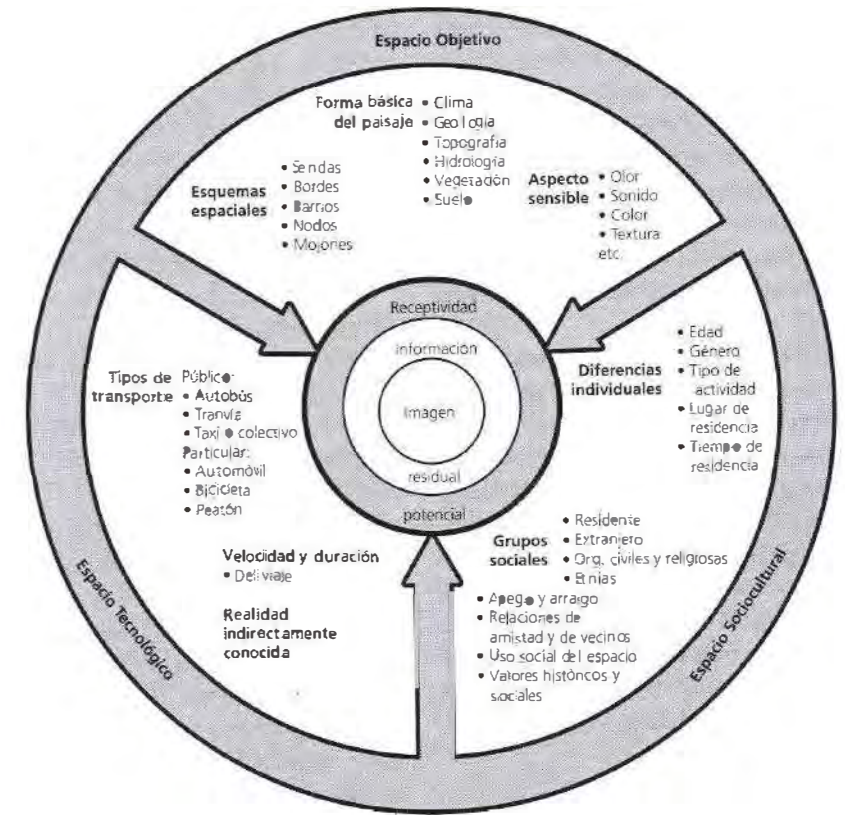 Espacio Objetivo
Forma básica
del paisaje
• Clima
• Geología
• Topografía
• Hidrología
• Vegetación
• Suelo
Esquemas
espaciales
• Sendas
• Bordes
• Barrios
• Nodos
• Mojones
Aspecto
sensible
• Olor
• Sonido
• Color
• Textura
etc.
Receptividad
información
Imagen
residual
potencial
Tipos de
transporte
Público:
• Autobús
• Tranvía
• Taxi o colectivo
Particular:
• Automóvil
• Bicicleta
• Peatón
Velocidad y duración
• Del viaje
Realidad
indirectamente
conocida
Espacio Tecnológico
Diferencias
individuales
• Edad
• Género
• Tipo de
actividad
• Lugar de
residencia
• Tiempo de
residencia
Grupos
sociales
• Residente
• Extranjero
• Org. civiles y religiosas
• Etnias
• Apego y arraigo
• Relaciones de
amistad y de vecinos
• Uso social del espacio
• Valores históricos y
sociales
Espacio Sociocultural